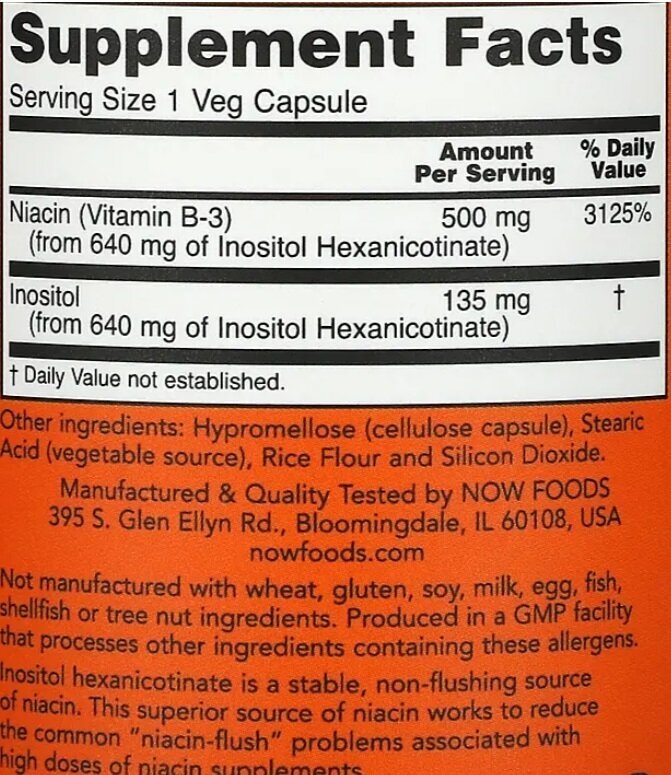 Supplement Facts
Serving Size 1 Veg Capsule
Amount Per Serving % Daily Value
Niacin (Vitamin B-3) 500 mg 3125%
(from 640 mg of Inositol Hexanicotinate)
Inositol 135 mg †
(from 640 mg of Inositol Hexanicotinate)
† Daily Value not established.
Other ingredients: Hypromellose (cellulose capsule), Stearic
Acid (vegetable source), Rice Flour and Silicon Dioxide.
Manufactured & Quality Tested by NOW FOODS
395 S. Glen Ellyn Rd., Bloomingdale, IL 60108, USA
nowfoods.com
Not manufactured with wheat, gluten, soy, milk, egg, fish,
shellfish or tree nut ingredients. Produced in a GMP facility
that processes other ingredients containing these allergens.
Inositol hexanicotinate is a stable, non-flushing source
of niacin. This superior source of niacin works to reduce
the common "niacin-flush" problems associated with
high doses of niacin supplements